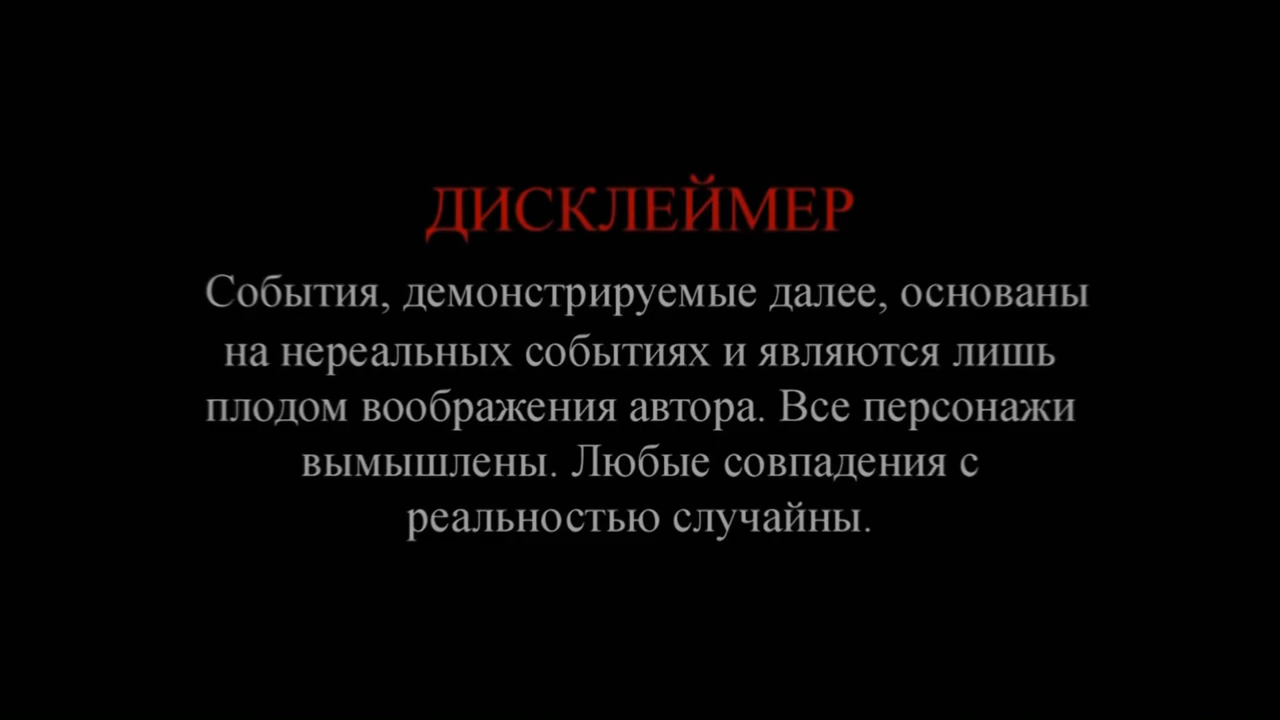 ДИСКЛЕЙМЕР
События, демонстрируемые далее, основаны
на нереальных событиях и являются лишь
плодом воображения автора. Все персонажи
вымышлены. Любые совпадения с
реальностью случайны.